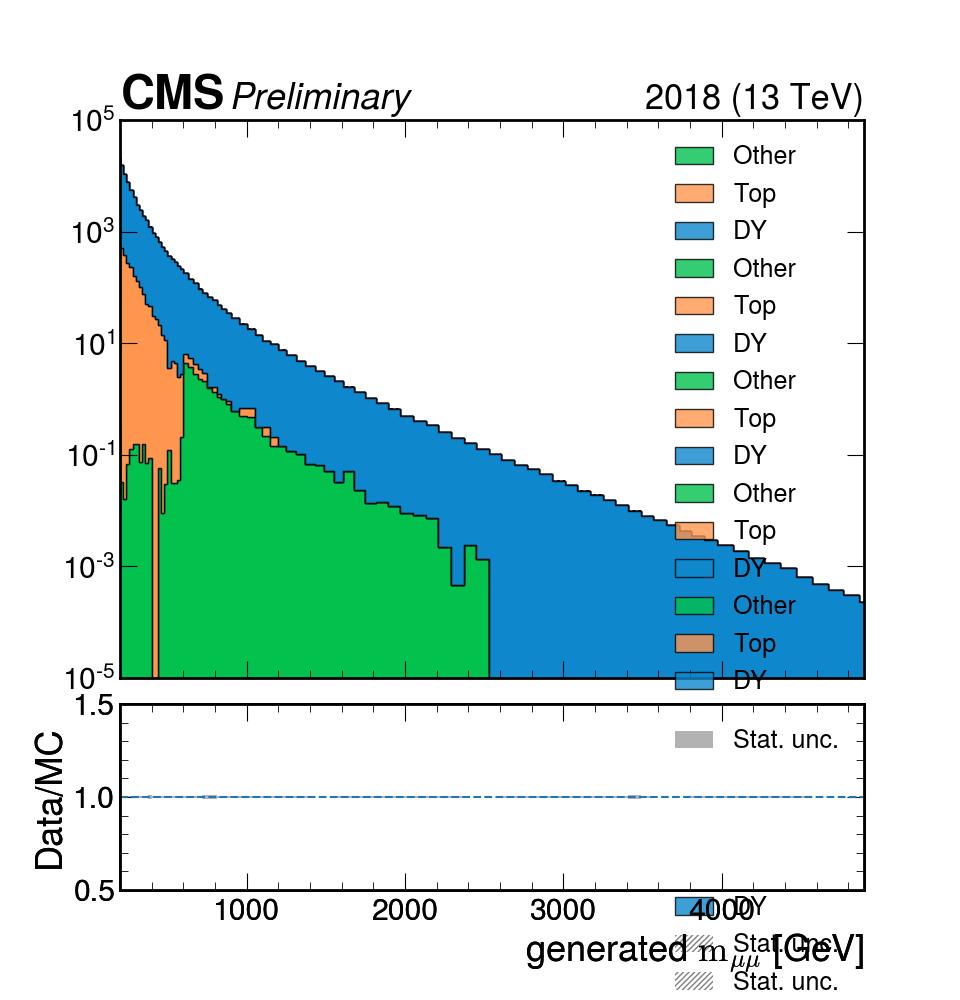 CMS Preliminary 2018 (13 TeV)
10^5
10^3
10^1
10^-1
10^-3
10^-5
Other
Top
DY
Other
Top
DY
Other
Top
DY
Other
Top
DY
Other
Top
DY
Data/MC
1.5
1.0
0.5
Stat. unc.
1000 2000 3000 4000
DY
generated m_μμ [GeV]
Stat. unc.
Stat. unc.